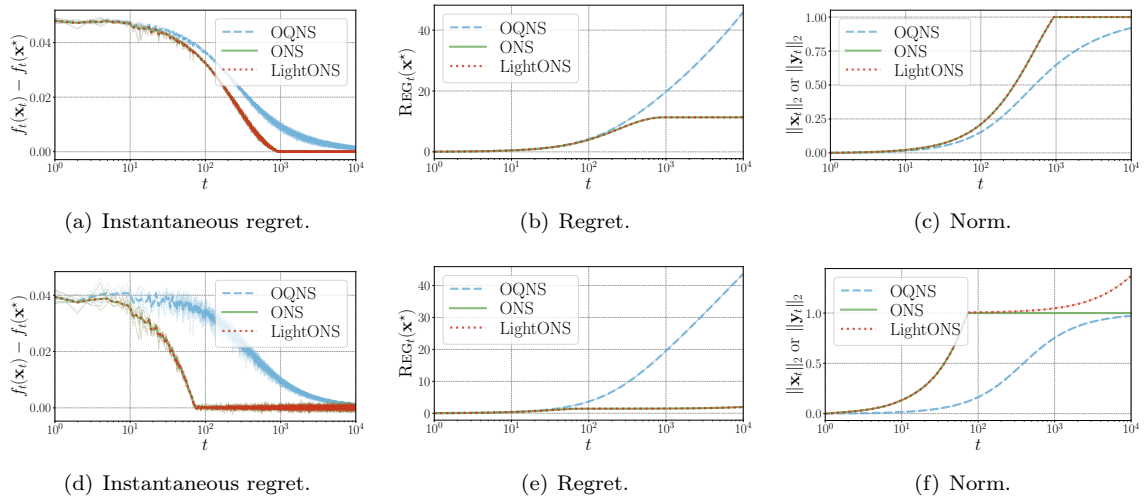 0.04
0.02
0.00
f_t(𝐱_t) − f_t(𝐱*)
OQNS
ONS
LightONS
10^0 10^1 10^2 10^3 10^4
t
(a) Instantaneous regret.
40
20
0
REG_t(𝐱*)
OQNS
ONS
LightONS
10^0 10^1 10^2 10^3 10^4
t
(b) Regret.
1.00
0.75
0.50
0.25
0.00
‖𝐱_t‖_2 or ‖𝐲_t‖_2
OQNS
ONS
LightONS
10^0 10^1 10^2 10^3 10^4
t
(c) Norm.
0.04
0.02
0.00
f_t(𝐱_t) − f_t(𝐱*)
OQNS
ONS
LightONS
10^0 10^1 10^2 10^3 10^4
t
(d) Instantaneous regret.
40
30
20
10
0
REG_t(𝐱*)
OQNS
ONS
LightONS
10^0 10^1 10^2 10^3 10^4
t
(e) Regret.
1.0
0.5
0.0
‖𝐱_t‖_2 or ‖𝐲_t‖_2
OQNS
ONS
LightONS
10^0 10^1 10^2 10^3 10^4
t
(f) Norm.